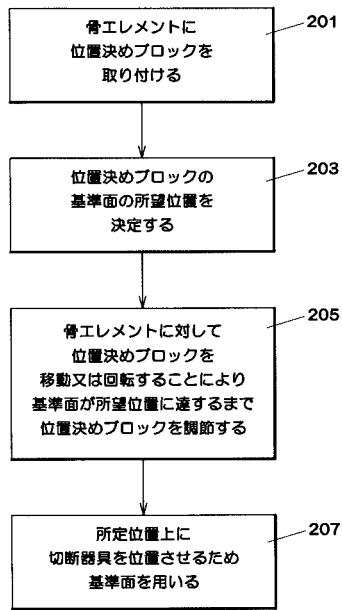 骨エレメントに
位置決めブロックを
取り付ける
201
位置決めブロックの
基準面の所望位置を
決定する
203
骨エレメントに対して
位置決めブロックを
移動又は回転することにより
基準面が所望位置に達するまで
位置決めブロックを調節する
205
所定位置上に
切断器具を位置させるため
基準面を用いる
207